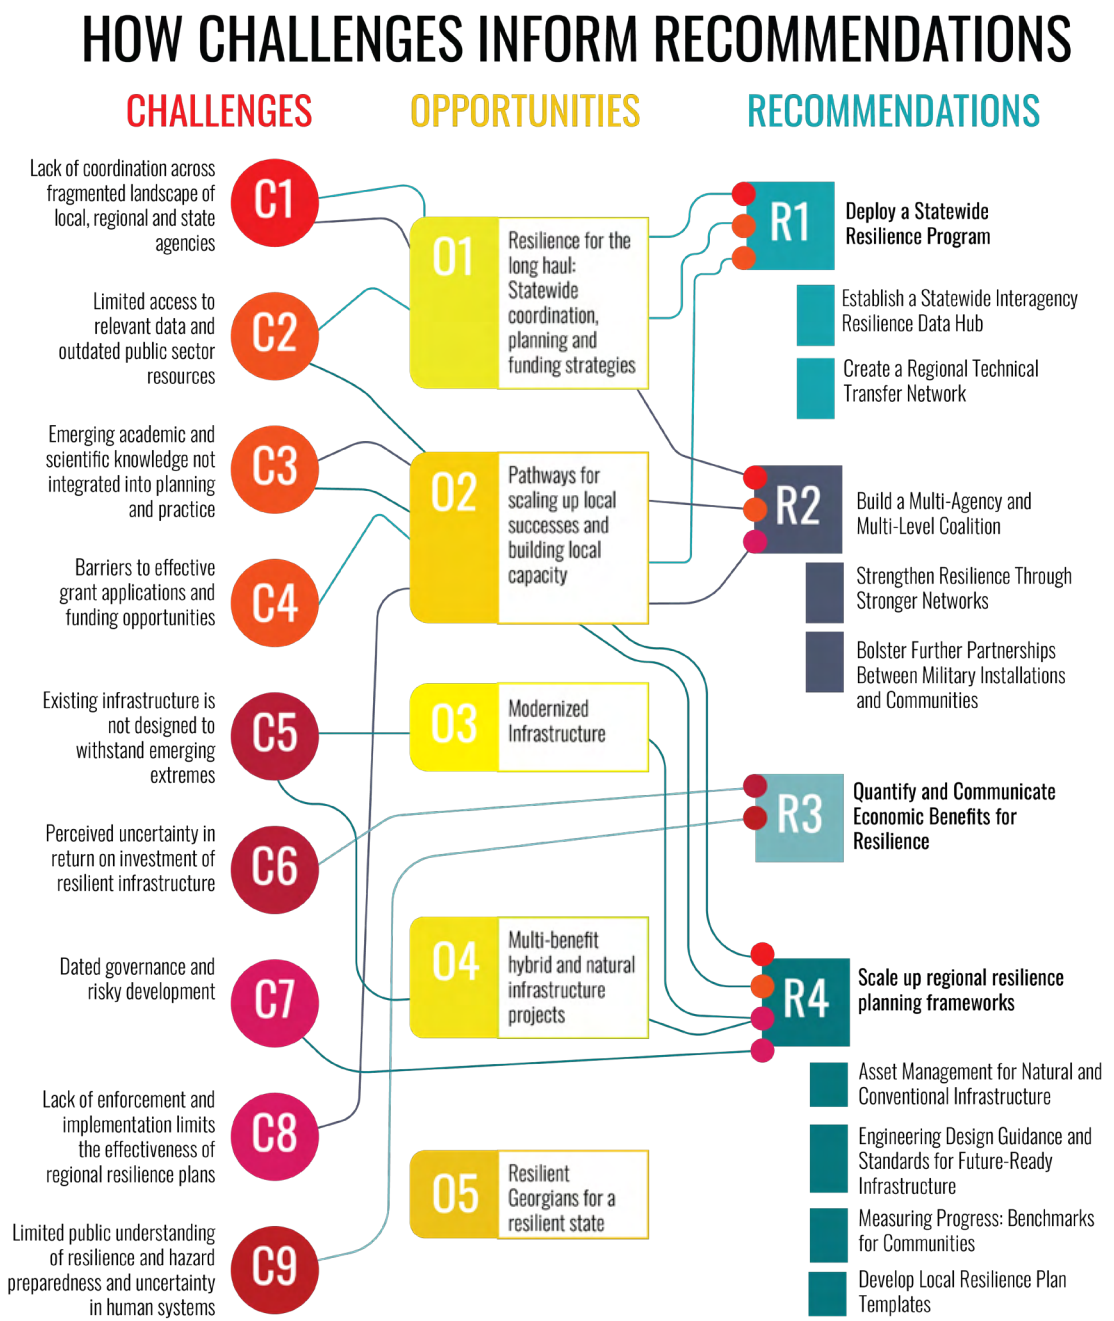 HOW CHALLENGES INFORM RECOMMENDATIONS
CHALLENGES
OPPORTUNITIES
RECOMMENDATIONS
Lack of coordination across
fragmented landscape of
local, regional and state
agencies
C1
Limited access to
relevant data and
outdated public sector
resources
C2
Emerging academic and
scientific knowledge not
integrated into planning
and practice
C3
Barriers to effective
grant applications and
funding opportunities
C4
Existing infrastructure is
not designed to
withstand emerging
extremes
C5
Perceived uncertainty in
return on investment of
resilient infrastructure
C6
Dated governance and
risky development
C7
Lack of enforcement and
implementation limits
the effectiveness of
regional resilience plans
C8
Limited public understanding
of resilience and hazard
preparedness and uncertainty
in human systems
C9
O1
Resilience for the
long haul:
Statewide
coordination,
planning and
funding strategies
O2
Pathways for
scaling up local
successes and
building local
capacity
O3
Modernized
Infrastructure
O4
Multi-benefit
hybrid and natural
infrastructure
projects
O5
Resilient
Georgians for a
resilient state
R1
Deploy a Statewide
Resilience Program
Establish a Statewide Interagency
Resilience Data Hub
Create a Regional Technical
Transfer Network
R2
Build a Multi-Agency and
Multi-Level Coalition
Strengthen Resilience Through
Stronger Networks
Bolster Further Partnerships
Between Military Installations
and Communities
R3
Quantify and Communicate
Economic Benefits for
Resilience
R4
Scale up regional resilience
planning frameworks
Asset Management for Natural and
Conventional Infrastructure
Engineering Design Guidance and
Standards for Future-Ready
Infrastructure
Measuring Progress: Benchmarks
for Communities
Develop Local Resilience Plan
Templates